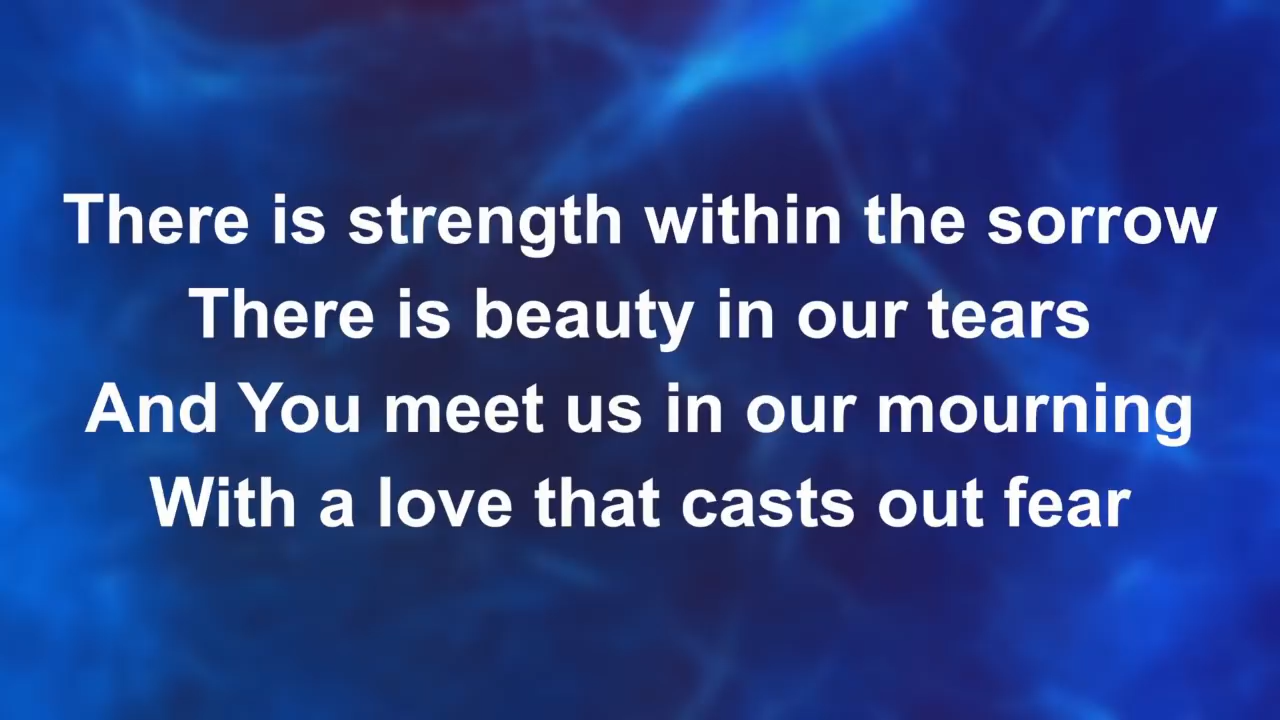 There is strength within the sorrow
There is beauty in our tears
And You meet us in our mourning
With a love that casts out fear